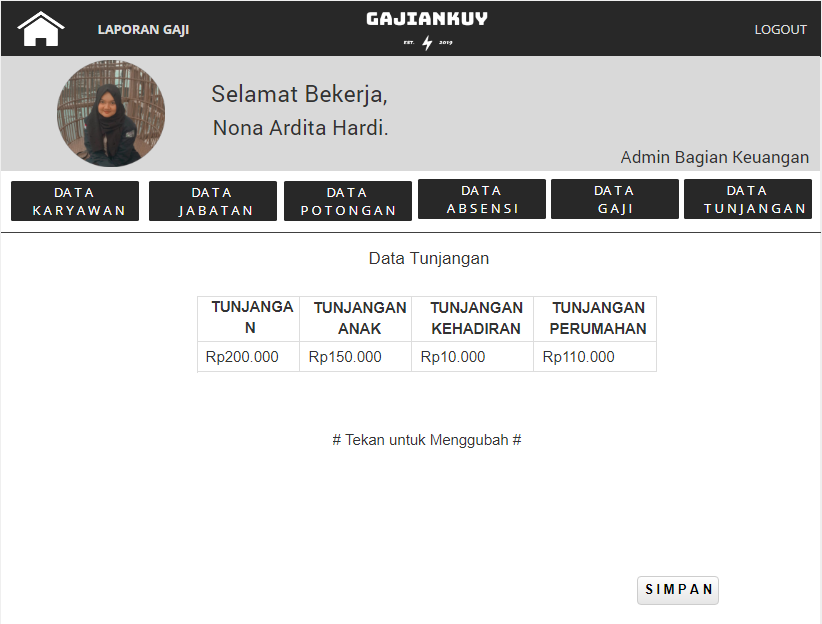 LAPORAN GAJI
GAJIANKUY
EST. 2019
LOGOUT
Selamat Bekerja,
Nona Ardita Hardi.
Admin Bagian Keuangan
DATA
KARYAWAN
DATA
JABATAN
DATA
POTONGAN
DATA
ABSENSI
DATA
GAJI
DATA
TUNJANGAN
Data Tunjangan
TUNJANGA
N
TUNJANGAN
ANAK
TUNJANGAN
KEHADIRAN
TUNJANGAN
PERUMAHAN
Rp200.000 Rp150.000 Rp10.000 Rp110.000
# Tekan untuk Menggubah #
SIMPAN